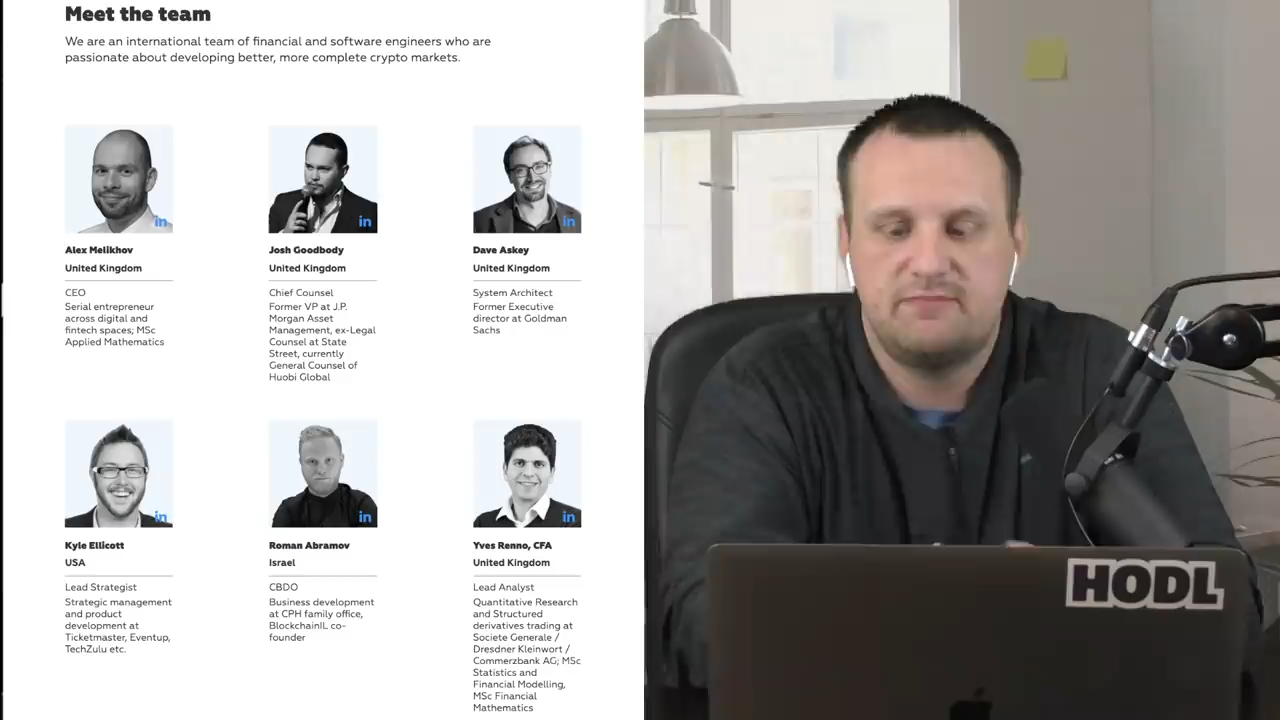 Meet the team
We are an international team of financial and software engineers who are
passionate about developing better, more complete crypto markets.
in
in
in
Alex Melikhov
United Kingdom
CEO
Serial entrepreneur
across digital and
fintech spaces; MSc
Applied Mathematics
Josh Goodbody
United Kingdom
Chief Counsel
Former VP at J.P.
Morgan Asset
Management, ex-Legal
Counsel at State
Street, currently
General Counsel of
Huobi Global
Dave Askey
United Kingdom
System Architect
Former Executive
director at Goldman
Sachs
in
in
in
Kyle Ellicott
USA
Lead Strategist
Strategic management
and product
development at
Ticketmaster, Eventup,
TechZulu etc.
Roman Abramov
Israel
CBDO
Business development
at CPH family office,
BlockchainIL co-
founder
Yves Renno, CFA
United Kingdom
Lead Analyst
Quantitative Research
and Structured
derivatives trading at
Societe Generale /
Dresdner Kleinwort /
Commerzbank AG; MSc
Statistics and
Financial Modelling,
MSc Financial
Mathematics
HODL